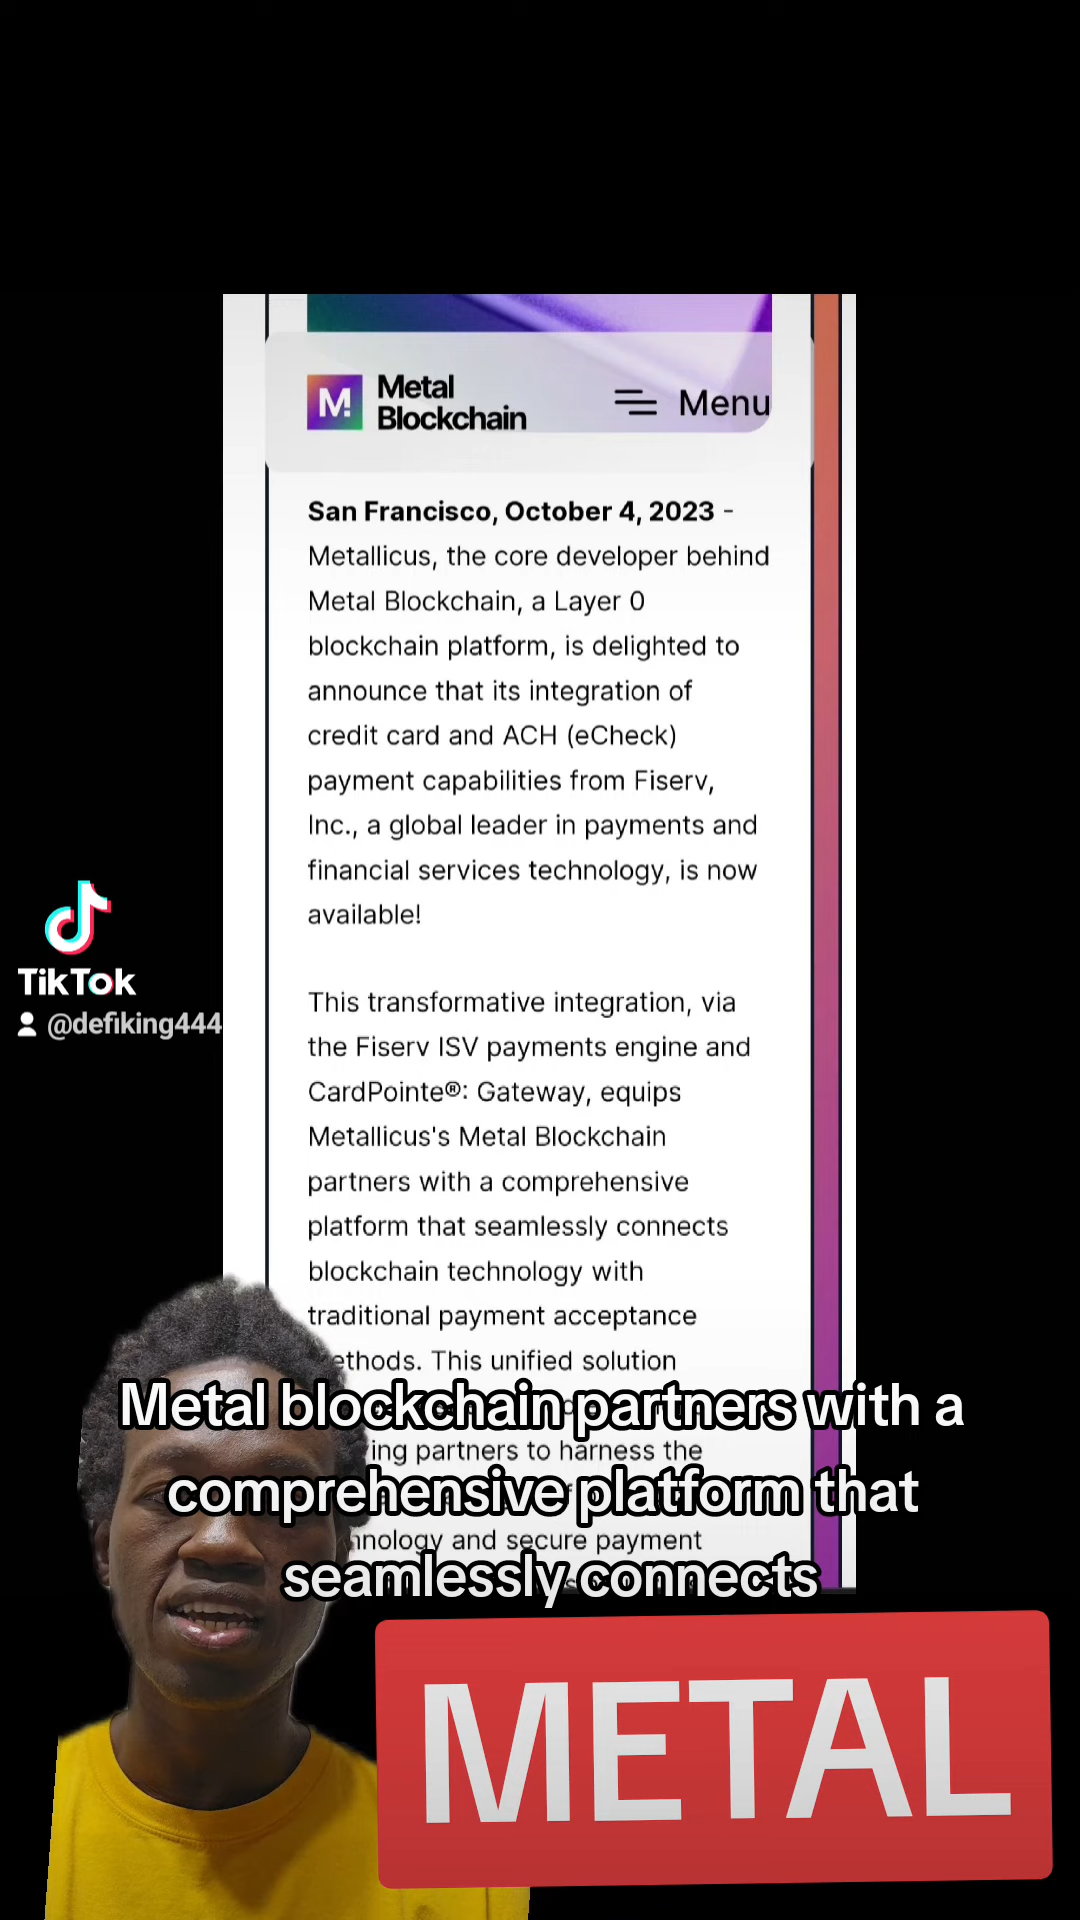 M!
Metal
Blockchain
Menu
San Francisco, October 4, 2023 -
Metallicus, the core developer behind
Metal Blockchain, a Layer 0
blockchain platform, is delighted to
announce that its integration of
credit card and ACH (eCheck)
payment capabilities from Fiserv,
Inc., a global leader in payments and
financial services technology, is now
available!
This transformative integration, via
the Fiserv ISV payments engine and
CardPointe®: Gateway, equips
Metallicus's Metal Blockchain
partners with a comprehensive
platform that seamlessly connects
blockchain technology with
traditional payment acceptance
This unified solution
partners to harness the
and secure payment
TikTok
@defiking444
Metal blockchain partners with a
comprehensive platform that
seamlessly connects
METAL